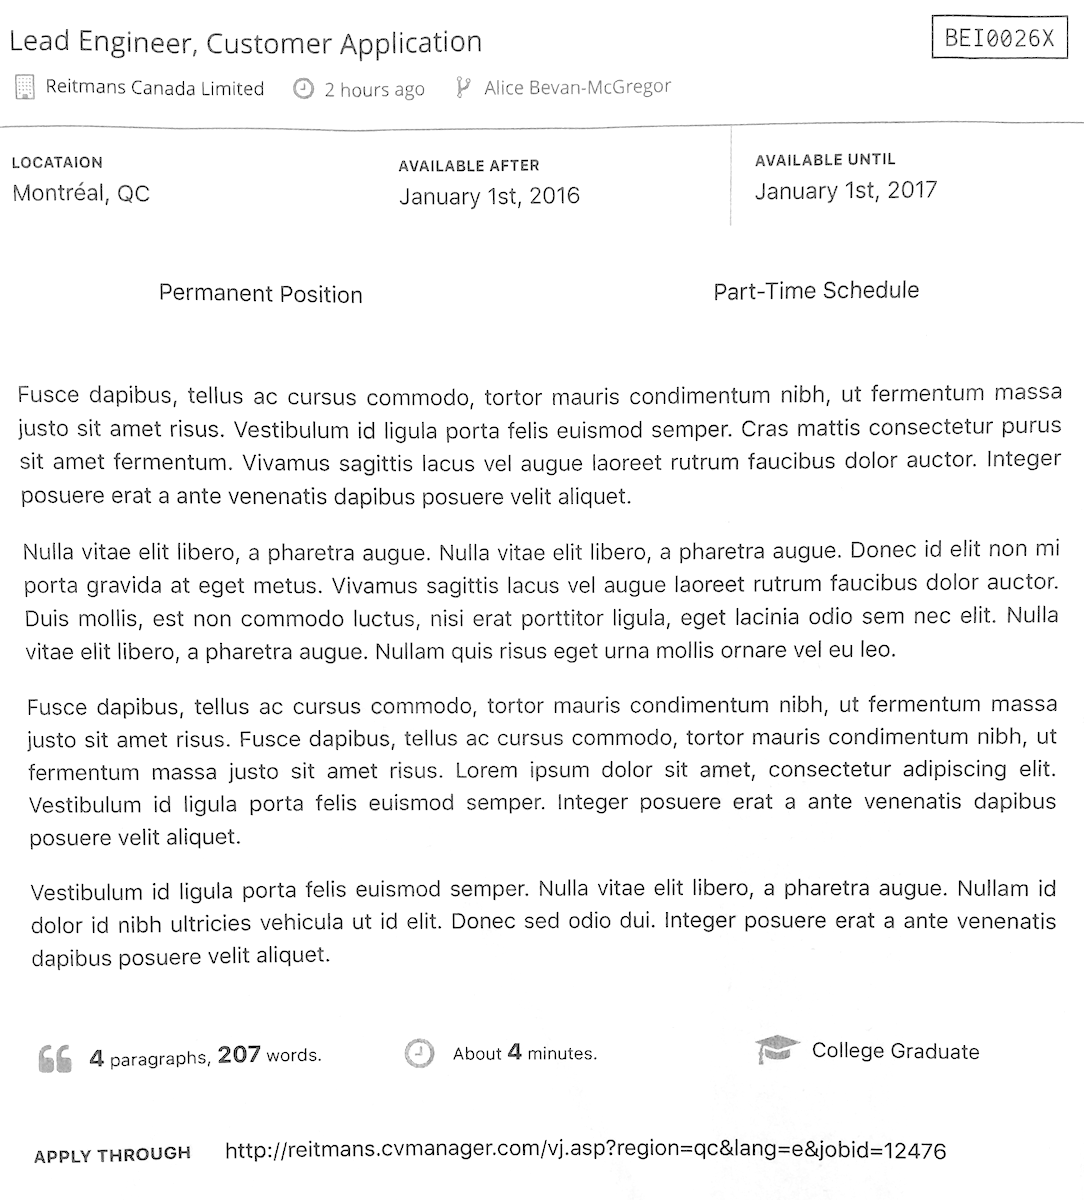 Lead Engineer, Customer Application
BEI0026X
Reitmans Canada Limited 2 hours ago Alice Bevan-McGregor
LOCATAION
Montréal, QC
AVAILABLE AFTER
January 1st, 2016
AVAILABLE UNTIL
January 1st, 2017
Permanent Position
Part-Time Schedule
Fusce dapibus, tellus ac cursus commodo, tortor mauris condimentum nibh, ut fermentum massa
justo sit amet risus. Vestibulum id ligula porta felis euismod semper. Cras mattis consectetur purus
sit amet fermentum. Vivamus sagittis lacus vel augue laoreet rutrum faucibus dolor auctor. Integer
posuere erat a ante venenatis dapibus posuere velit aliquet.
Nulla vitae elit libero, a pharetra augue. Nulla vitae elit libero, a pharetra augue. Donec id elit non mi
porta gravida at eget metus. Vivamus sagittis lacus vel augue laoreet rutrum faucibus dolor auctor.
Duis mollis, est non commodo luctus, nisi erat porttitor ligula, eget lacinia odio sem nec elit. Nulla
vitae elit libero, a pharetra augue. Nullam quis risus eget urna mollis ornare vel eu leo.
Fusce dapibus, tellus ac cursus commodo, tortor mauris condimentum nibh, ut fermentum massa
justo sit amet risus. Fusce dapibus, tellus ac cursus commodo, tortor mauris condimentum nibh, ut
fermentum massa justo sit amet risus. Lorem ipsum dolor sit amet, consectetur adipiscing elit.
Vestibulum id ligula porta felis euismod semper. Integer posuere erat a ante venenatis dapibus
posuere velit aliquet.
Vestibulum id ligula porta felis euismod semper. Nulla vitae elit libero, a pharetra augue. Nullam id
dolor id nibh ultricies vehicula ut id elit. Donec sed odio dui. Integer posuere erat a ante venenatis
dapibus posuere velit aliquet.
4 paragraphs, 207 words.
About 4 minutes.
College Graduate
APPLY THROUGH http://reitmans.cvmanager.com/vj.asp?region=qc&lang=e&jobid=12476